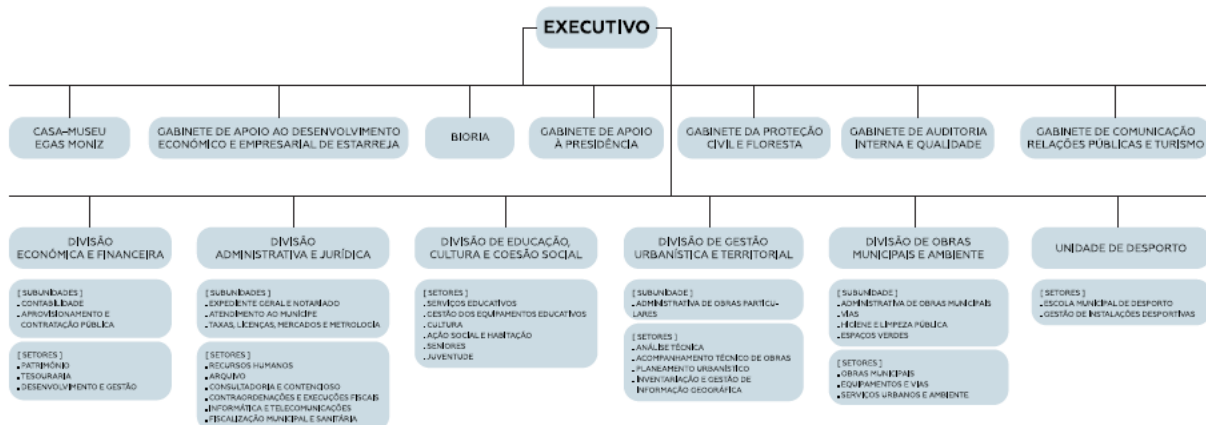 EXECUTIVO
CASA-MUSEU
EGAS MONIZ
GABINETE DE APOIO AO DESENVOLVIMENTO
ECONÓMICO E EMPRESARIAL DE ESTARREJA
BIORIA
GABINETE DE APOIO
À PRESIDÊNCIA
GABINETE DA PROTEÇÃO
CIVIL E FLORESTA
GABINETE DE AUDITORIA
INTERNA E QUALIDADE
GABINETE DE COMUNICAÇÃO
RELAÇÕES PÚBLICAS E TURISMO
DIVISÃO
ECONÓMICA E FINANCEIRA
[ SUBUNIDADES ]
. CONTABILIDADE
. APROVISIONAMENTO E
CONTRATAÇÃO PÚBLICA
[ SETORES ]
. PATRIMÓNIO
. TESOURARIA
. DESENVOLVIMENTO E GESTÃO
DIVISÃO
ADMINISTRATIVA E JURÍDICA
[ SUBUNIDADES ]
. EXPEDIENTE GERAL E NOTARIADO
. ATENDIMENTO AO MUNÍCIPE
. TAXAS, LICENÇAS, MERCADOS E METROLOGIA
[ SETORES ]
. RECURSOS HUMANOS
. ARQUIVO
. CONSULTADORIA E CONTENCIOSO
. CONTRAORDENAÇÕES E EXECUÇÕES FISCAIS
. INFORMÁTICA E TELECOMUNICAÇÕES
. FISCALIZAÇÃO MUNICIPAL E SANITÁRIA
DIVISÃO DE EDUCAÇÃO,
CULTURA E COESÃO SOCIAL
[ SETORES ]
. SERVIÇOS EDUCATIVOS
. GESTÃO DOS EQUIPAMENTOS EDUCATIVOS
. CULTURA
. AÇÃO SOCIAL E HABITAÇÃO
. SENIORES
. JUVENTUDE
DIVISÃO DE GESTÃO
URBANÍSTICA E TERRITORIAL
[ SUBUNIDADE ]
. ADMINISTRATIVA DE OBRAS PARTICU-
LARES
[ SETORES ]
. ANÁLISE TÉCNICA
. ACOMPANHAMENTO TÉCNICO DE OBRAS
. PLANEAMENTO URBANÍSTICO
. INVENTARIAÇÃO E GESTÃO DE
INFORMAÇÃO GEOGRÁFICA
DIVISÃO DE OBRAS
MUNICIPAIS E AMBIENTE
[ SUBUNIDADE ]
. ADMINISTRATIVA DE OBRAS MUNICIPAIS
. VIAS
. HIGIENE E LIMPEZA PÚBLICA
. ESPAÇOS VERDES
[ SETORES ]
. OBRAS MUNICIPAIS
. EQUIPAMENTOS E VIAS
. SERVIÇOS URBANOS E AMBIENTE
UNIDADE DE DESPORTO
[ SETORES ]
. ESCOLA MUNICIPAL DE DESPORTO
. GESTÃO DE INSTALAÇÕES DESPORTIVAS